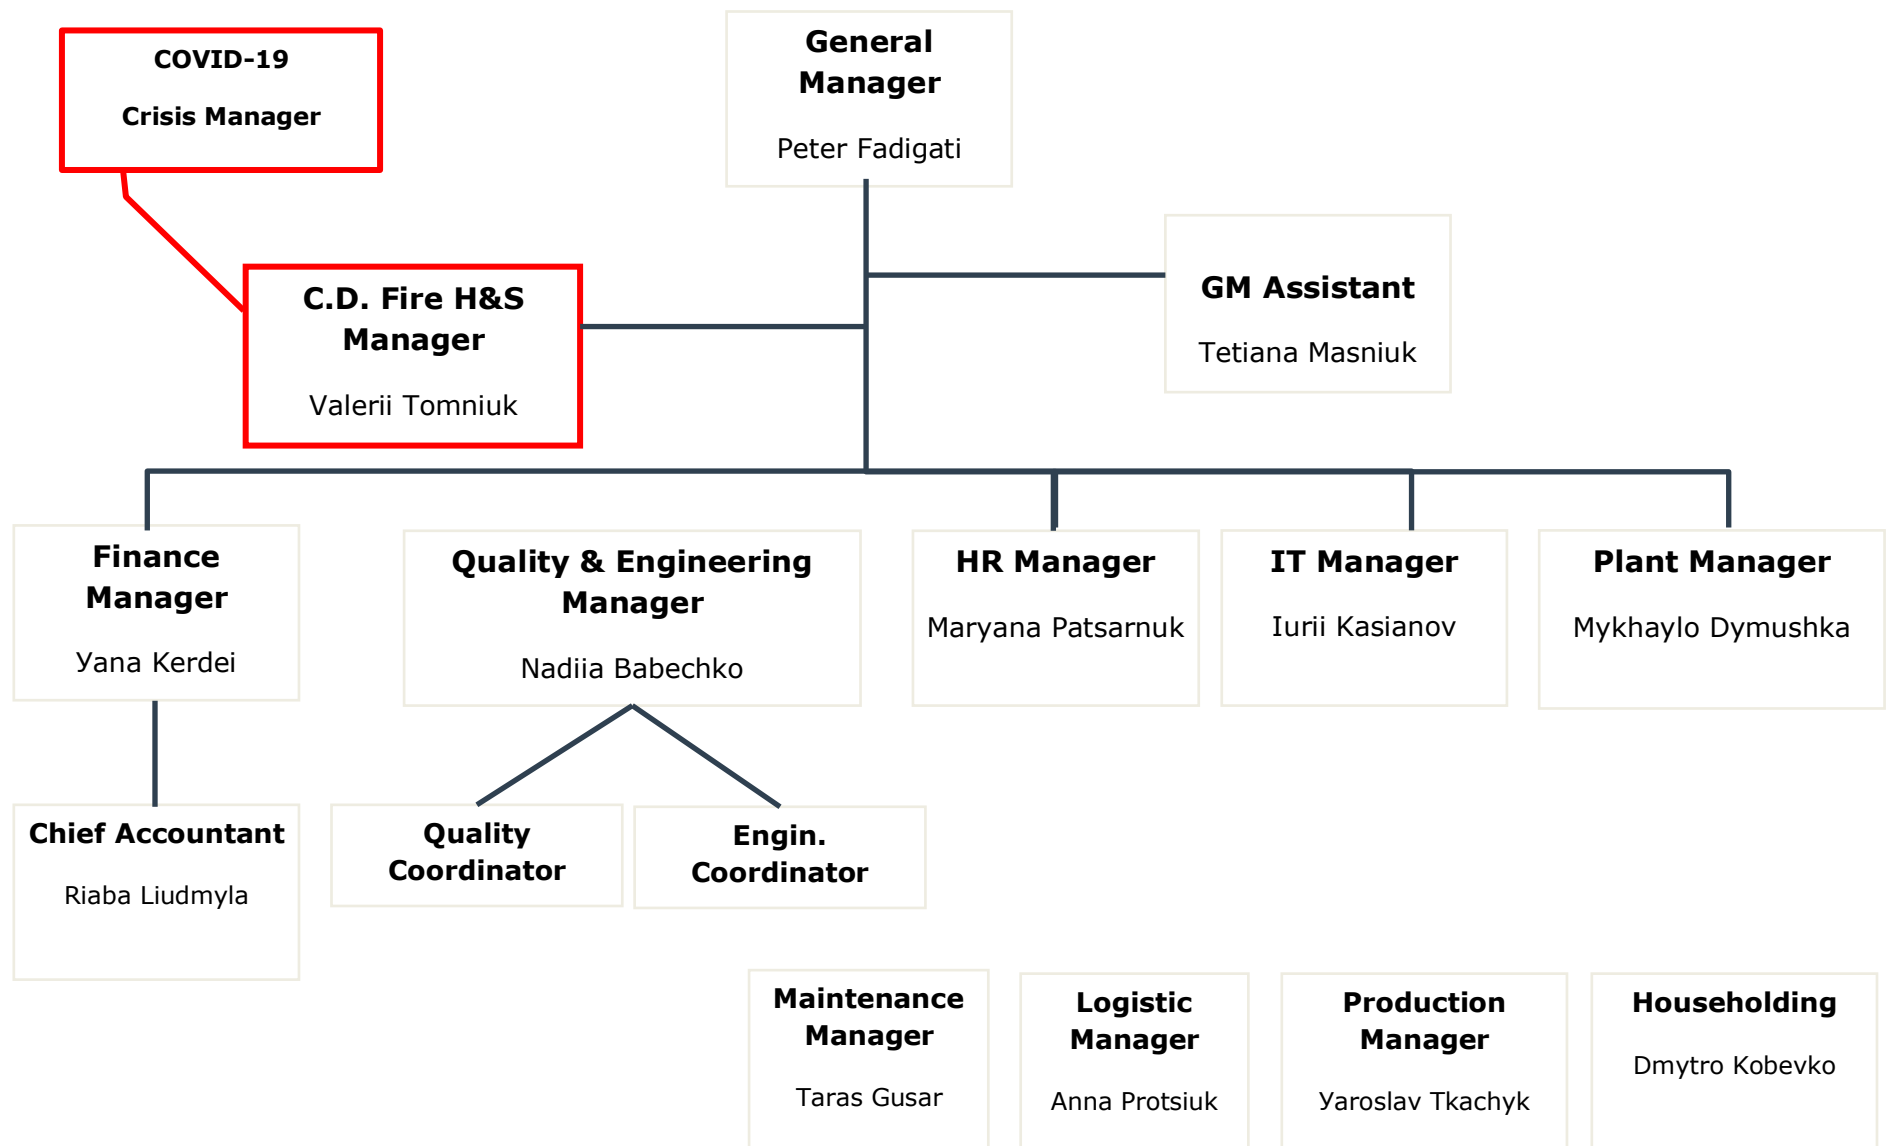 COVID-19
Crisis Manager
General
Manager
Peter Fadigati
C.D. Fire H&S
Manager
Valerii Tomniuk
GM Assistant
Tetiana Masniuk
Finance
Manager
Уana Kerdei
Quality & Engineering
Manager
Nadiia Babechko
HR Manager
Maryana Patsarnuk
IT Manager
Iurii Kasianov
Plant Manager
Mykhaylo Dymushka
Chief Accountant
Riaba Liudmyla
Quality
Coordinator
Engin.
Coordinator
Maintenance
Manager
Taras Gusar
Logistic
Manager
Anna Protsiuk
Production
Manager
Уaroslav Tkachyk
Householding
Dmytro Kobevko